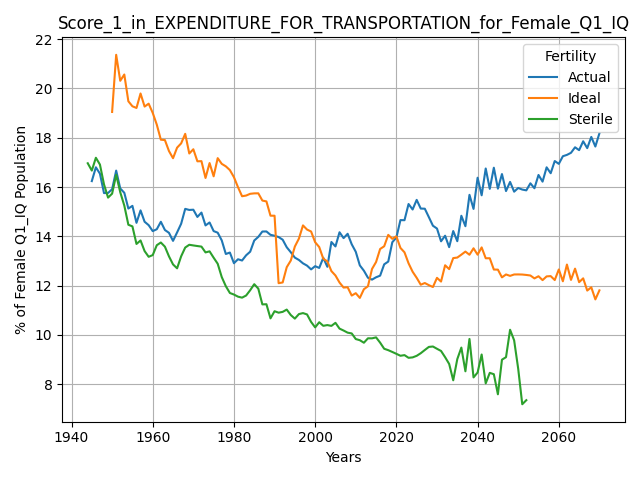 Score_1_in_EXPENDITURE_FOR_TRANSPORTATION_for_Female_Q1_IQ
% of Female Q1_IQ Population
22
20
18
16
14
12
10
8
Fertility
Actual
Ideal
Sterile
1940 1960 1980 2000 2020 2040 2060
Years